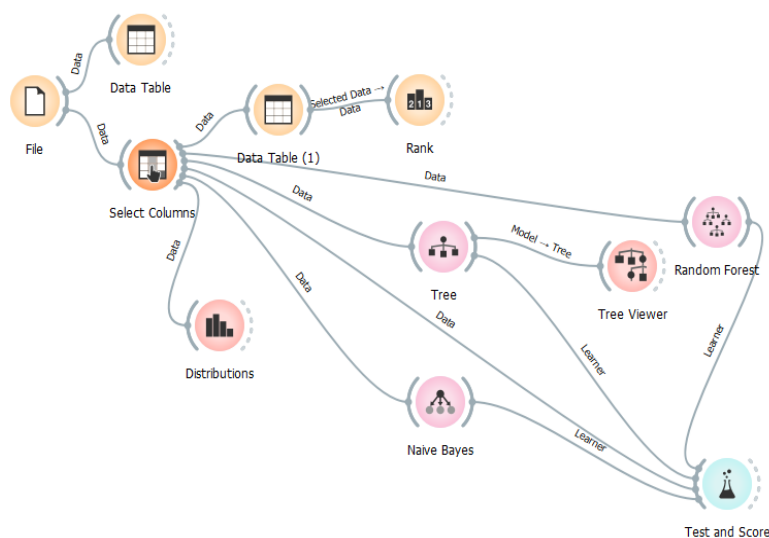 Data
Data Table
Data
File
Select Columns
Data
Data Table (1)
Selected Data → Data
213
Rank
Data
Random Forest
Data
Tree
Model → Tree
Tree Viewer
Data
Distributions
Data
Naive Bayes
Data
Learner
Learner
Learner
Test and Score